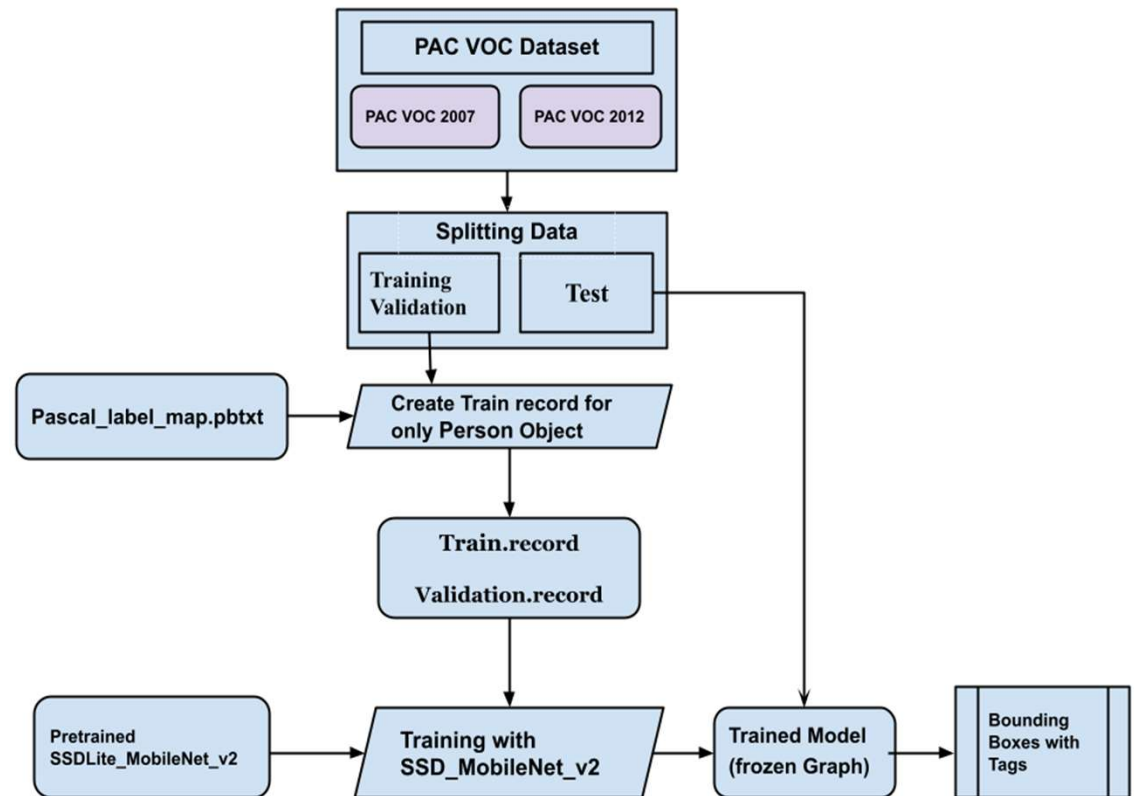 PAC VOC Dataset
PAC VOC 2007
PAC VOC 2012
Splitting Data
Training
Validation
Test
Pascal_label_map.pbtxt
Create Train record for
only Person Object
Train.record
Validation.record
Pretrained
SSDLite_MobileNet_v2
Training with
SSD_MobileNet_v2
Trained Model
(frozen Graph)
Bounding
Boxes with
Tags